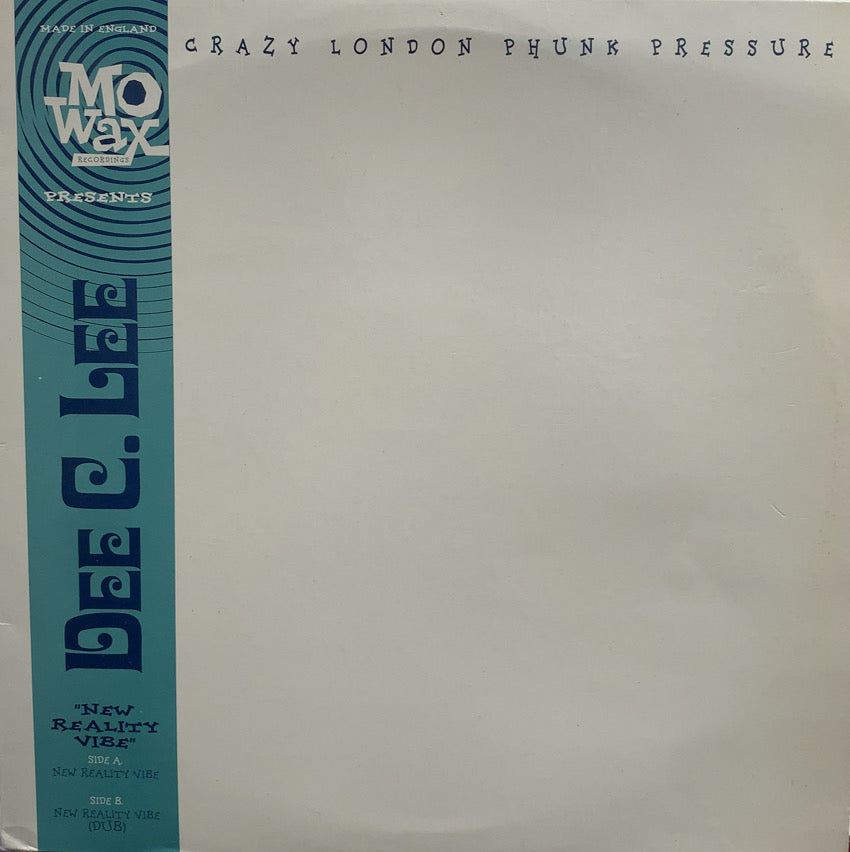 MADE IN ENGLAND
CRAZY LONDON PHUNK PRESSURE
MO
WAX
RECORDINGS
PRESENTS
DEE C. LEE
"NEW
REALITY
VIBE"
SIDE A.
NEW REALITY VIBE
SIDE B.
NEW REALITY VIBE
(DUB)